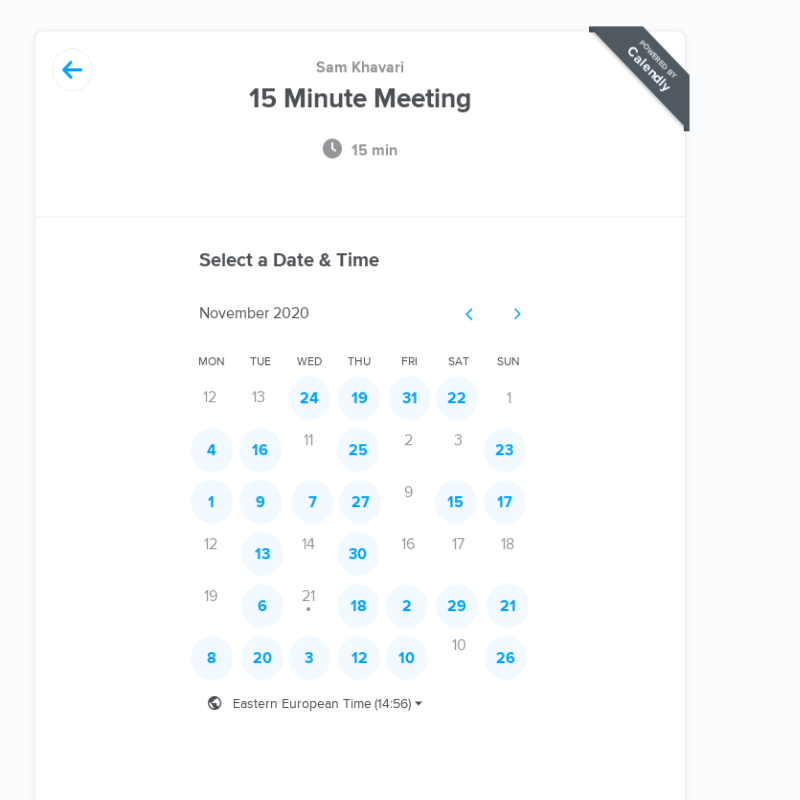 POWERED BY
Calendly
Sam Khavari
15 Minute Meeting
15 min
Select a Date & Time
November 2020
MON TUE WED THU FRI SAT SUN
12 13 24 19 31 22 1
4 16 11 25 2 3 23
1 9 7 27 9 15 17
12 13 14 30 16 17 18
19 6 21 18 2 29 21
8 20 3 12 10 10 26
Eastern European Time (14:56)